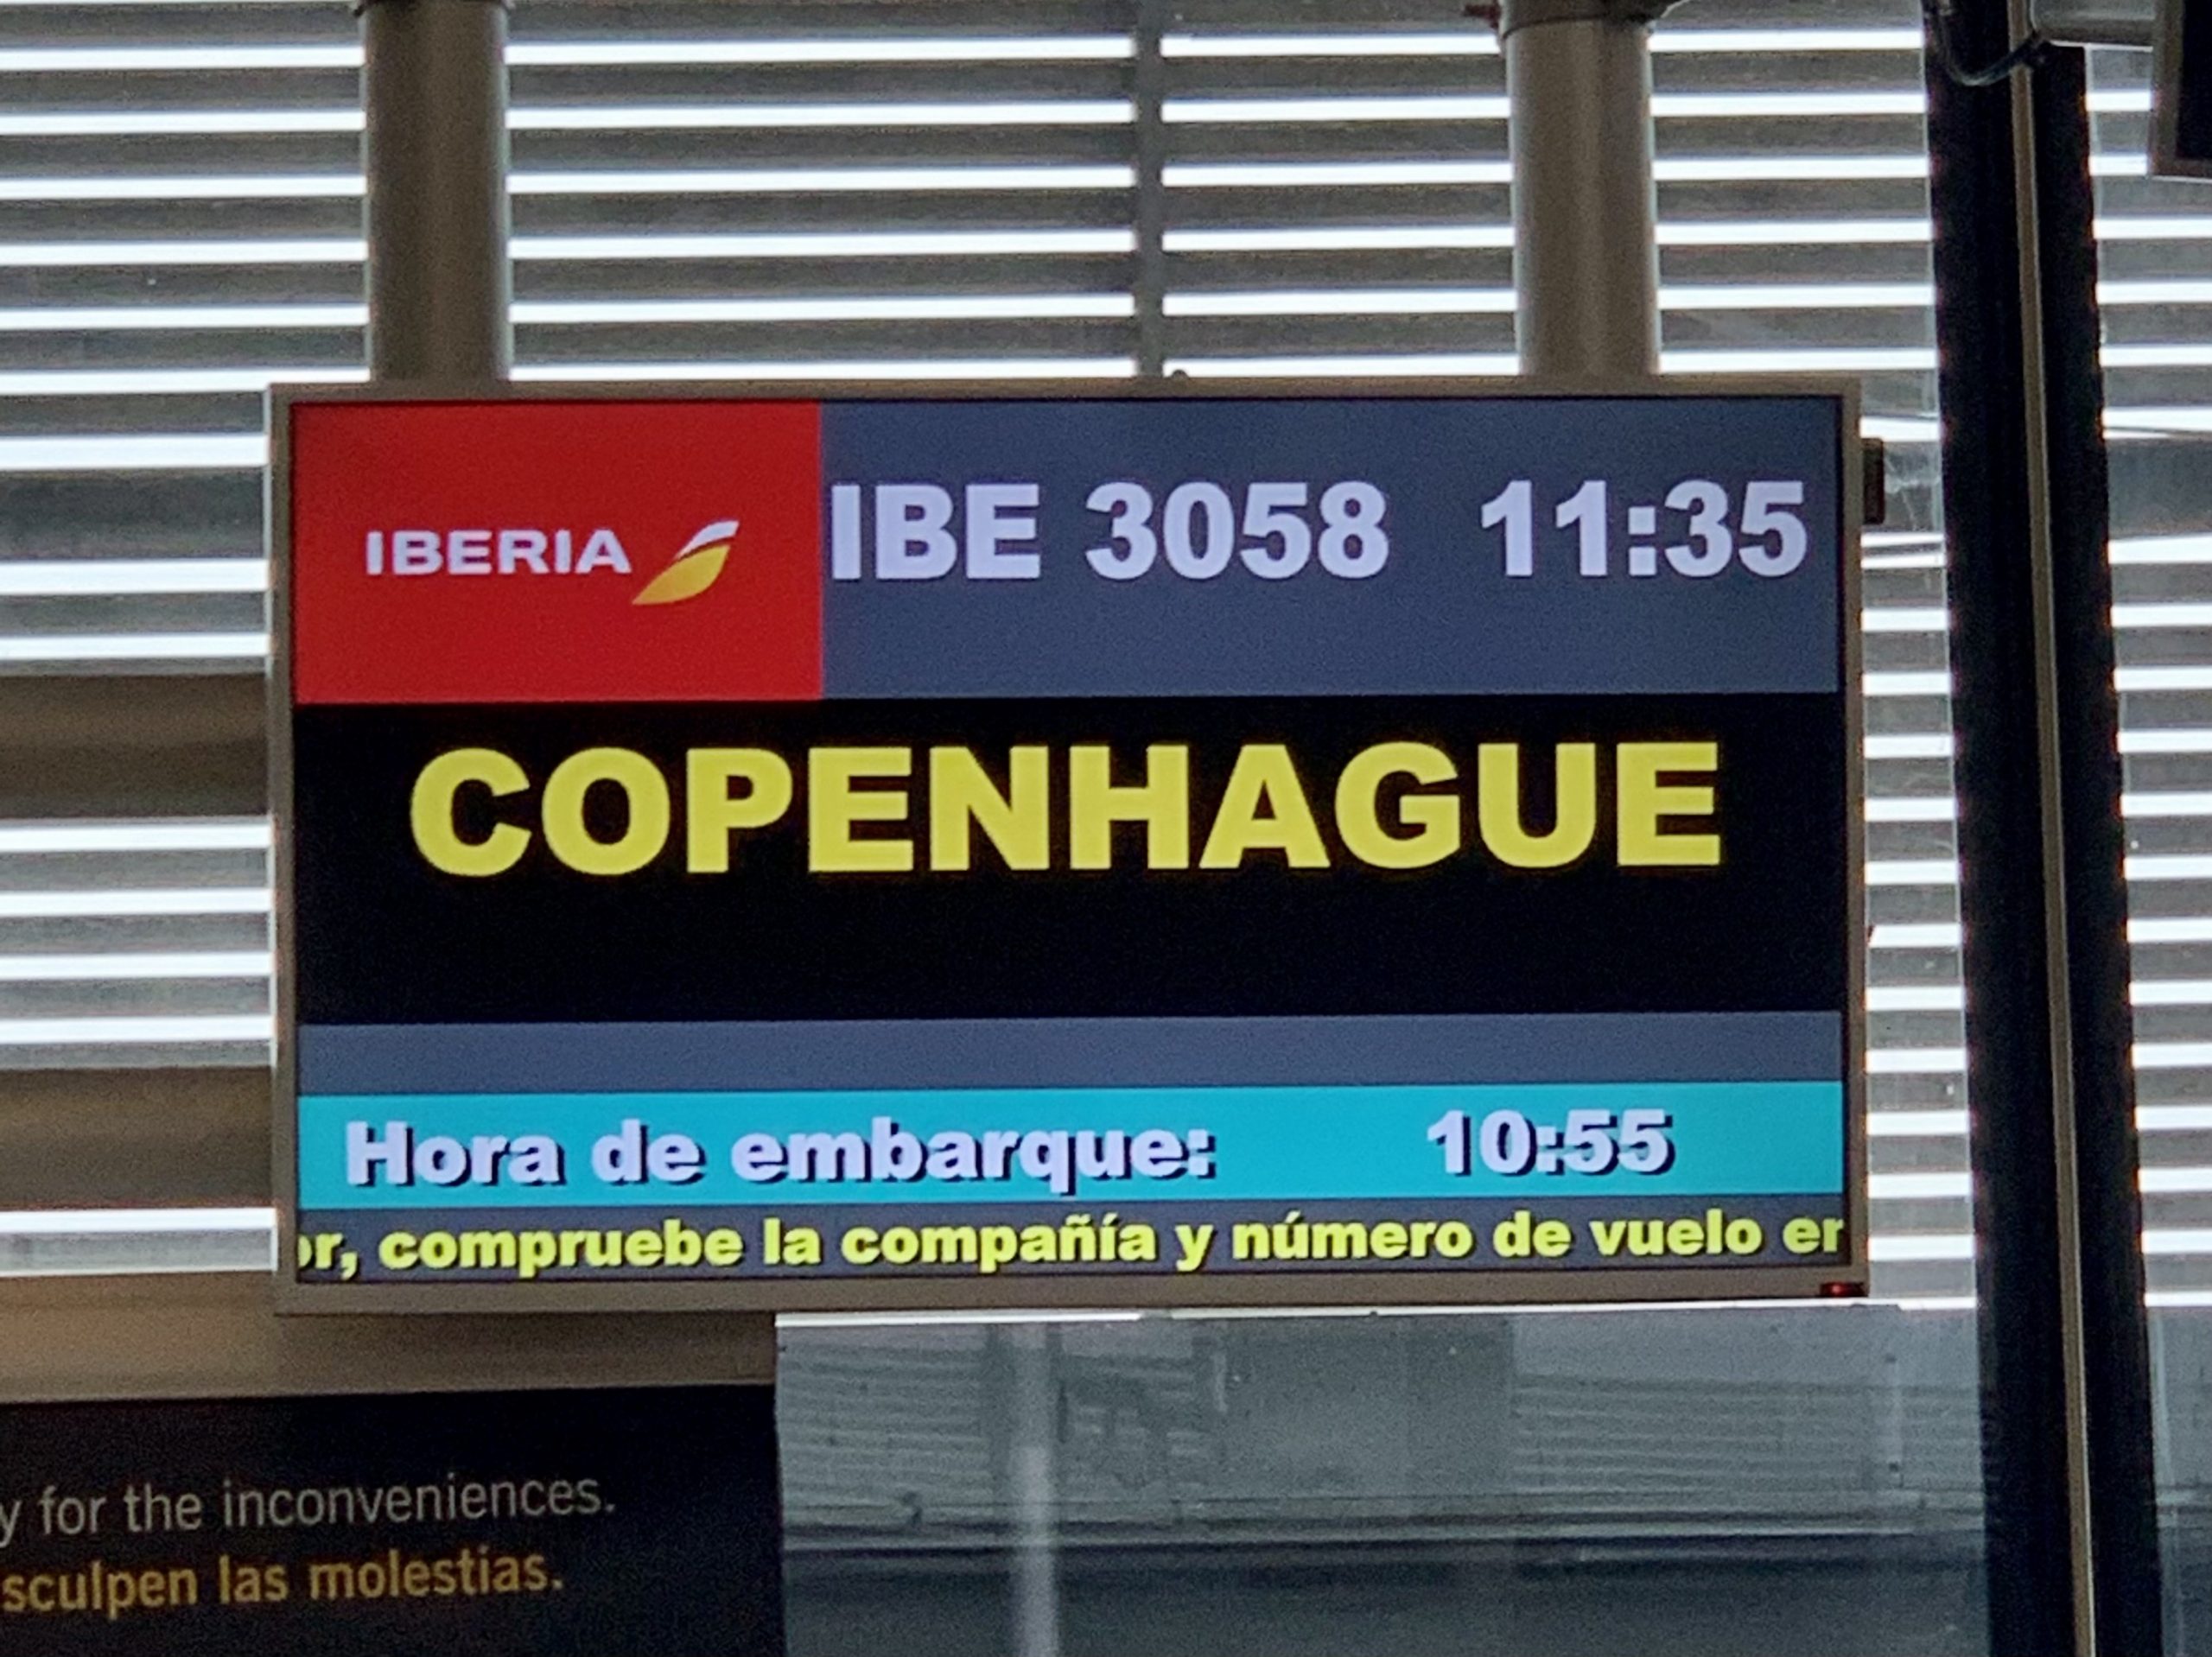 IBERIA IBE 3058 11:35
COPENHAGUE
Hora de embarque: 10:55
or, compruebe la compañía y número de vuelo en
y for the inconveniences.
sculpen las molestias.